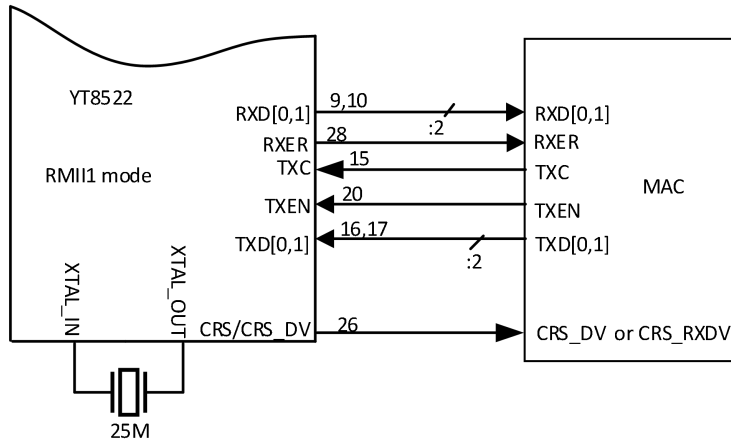 YT8522
RMII1 mode
RXD[0,1] 9,10 :2 RXD[0,1]
RXER 28 RXER
TXC 15 TXC
MAC
TXEN 20 TXEN
TXD[0,1] 16,17 :2 TXD[0,1]
XTAL_IN
XTAL_OUT
CRS/CRS_DV 26 CRS_DV or CRS_RXDV
25M